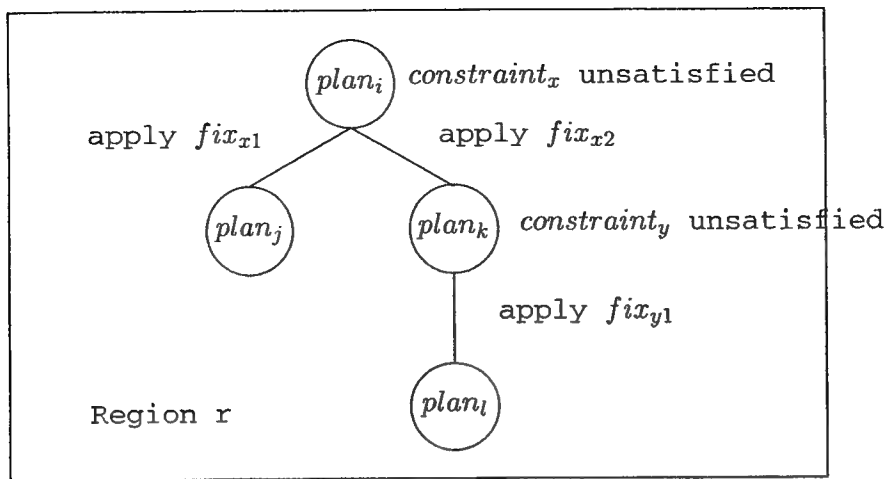 plan_i constraint_x unsatisfied
apply fix_x1 apply fix_x2
plan_j plan_k constraint_y unsatisfied
apply fix_y1
plan_l
Region r